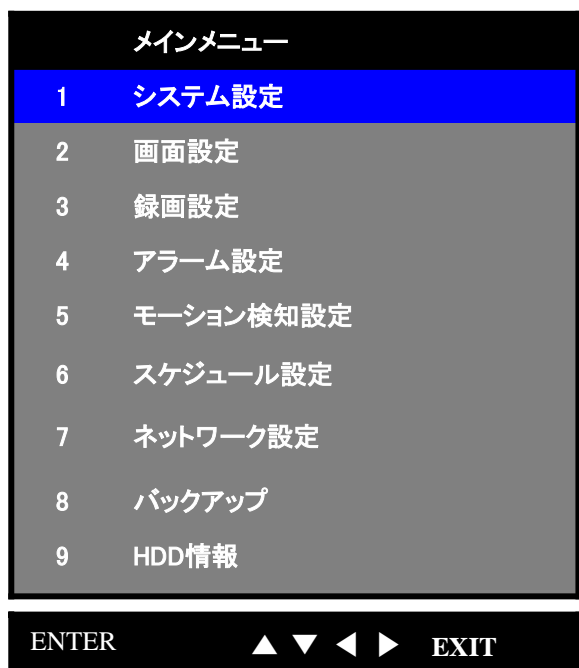 メインメニュー
1 システム設定
2 画面設定
3 録画設定
4 アラーム設定
5 モーション検知設定
6 スケジュール設定
7 ネットワーク設定
8 バックアップ
9 HDD情報
ENTER ▲ ▼ ◀ ▶ EXIT